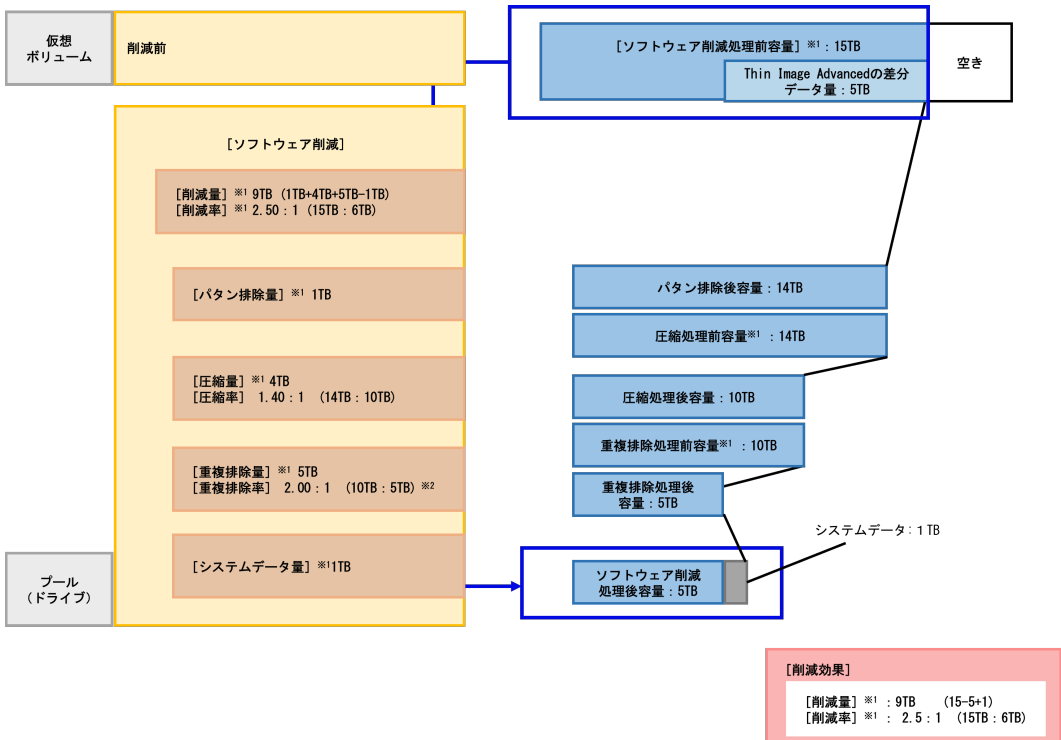 仮想
ボリューム
削減前
[ソフトウェア削減処理前容量] ※1：15TB
Thin Image Advancedの差分
データ量：5TB
空き
[ソフトウェア削減]
[削減量] ※1 9TB (1TB+4TB+5TB-1TB)
[削減率] ※1 2.50：1 (15TB：6TB)
[パタン排除量] ※1 1TB
パタン排除後容量：14TB
圧縮処理前容量※1 ：14TB
[圧縮量] ※1 4TB
[圧縮率] 1.40：1 (14TB：10TB)
圧縮処理後容量：10TB
重複排除処理前容量※1 ：10TB
[重複排除量] ※1 5TB
[重複排除率] 2.00：1 (10TB：5TB) ※2
重複排除処理後
容量：5TB
システムデータ：1TB
[システムデータ量] ※11TB
プール
(ドライブ)
ソフトウェア削減
処理後容量：5TB
[削減効果]
[削減量] ※1 ：9TB (15-5+1)
[削減率] ※1 ： 2.5：1 (15TB：6TB)